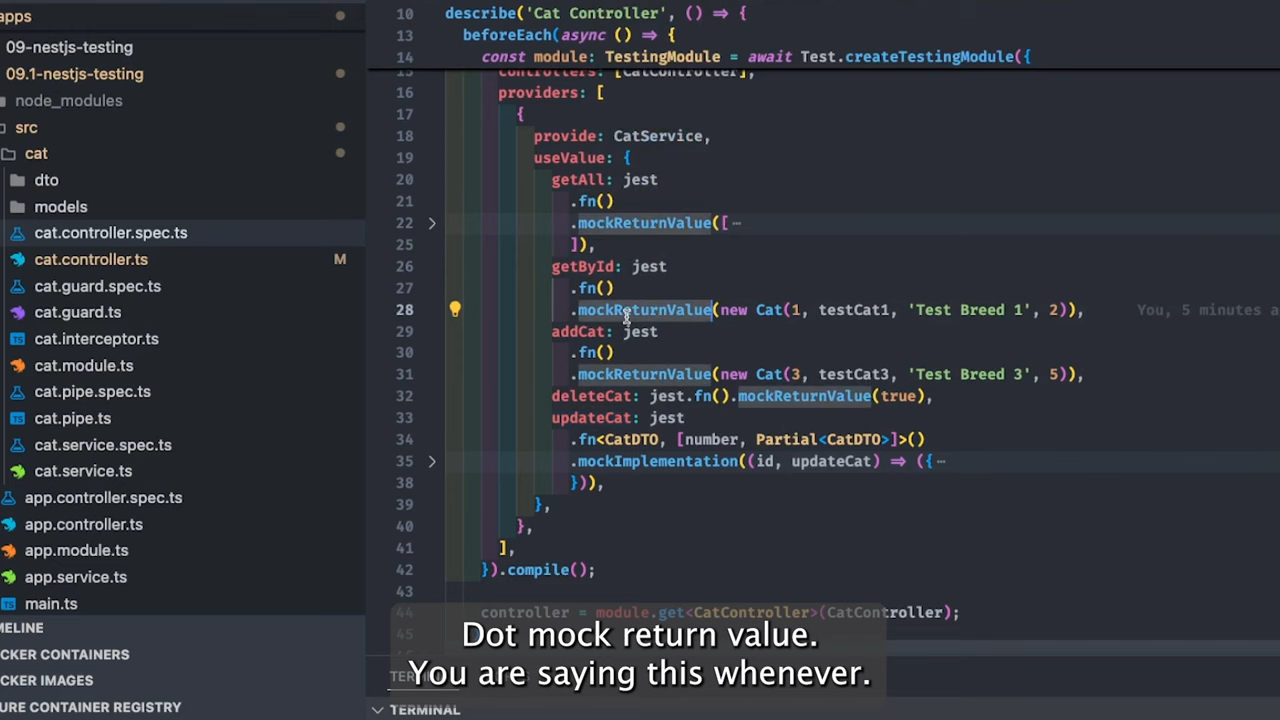 apps
09-nestjs-testing
09.1-nestjs-testing
node_modules
src
cat
dto
models
cat.controller.spec.ts
cat.controller.ts M
cat.guard.spec.ts
cat.guard.ts
cat.interceptor.ts
cat.module.ts
cat.pipe.spec.ts
cat.pipe.ts
cat.service.spec.ts
cat.service.ts
app.controller.spec.ts
app.controller.ts
app.module.ts
app.service.ts
main.ts
MELINE
CKER CONTAINERS
CKER IMAGES
URE CONTAINER REGISTRY
10 describe('Cat Controller', () => {
13 beforeEach(async () => {
14 const module: TestingModule = await Test.createTestingModule({
15 controllers: [CatController],
16 providers: [
17 {
18 provide: CatService,
19 useValue: {
20 getAll: jest
21 .fn()
22 .mockReturnValue([ ⋯
25 ]),
26 getById: jest
27 .fn()
28 .mockReturnValue(new Cat(1, testCat1, 'Test Breed 1', 2)), You, 5 minutes a
29 addCat: jest
30 .fn()
31 .mockReturnValue(new Cat(3, testCat3, 'Test Breed 3', 5)),
32 deleteCat: jest.fn().mockReturnValue(true),
33 updateCat: jest
34 .fn<CatDTO, [number, Partial<CatDTO>]>()
35 .mockImplementation((id, updateCat) => ({ ⋯
38 })),
39 },
40 },
41 ],
42 }).compile();
43
44 controller = module.get<CatController>(CatController);
45
Dot mock return value.
You are saying this whenever.
TERMINAL